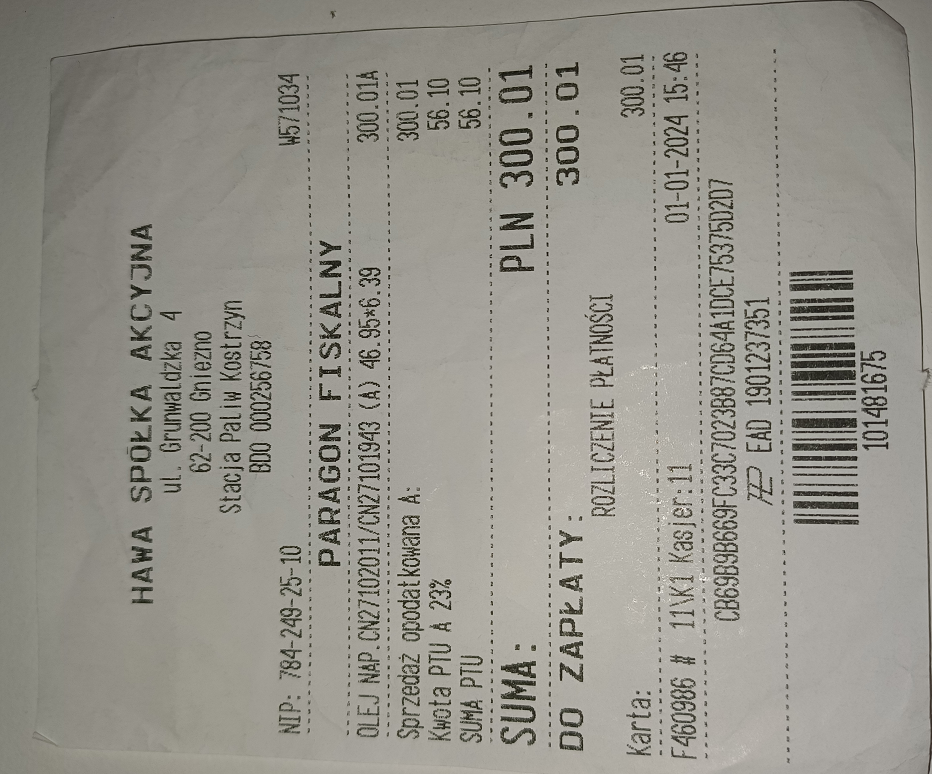 HAWA SPÓŁKA AKCYJNA
ul. Grunwaldzka 4
62-200 Gniezno
Stacja Paliw Kostrzyn
BDO 000256758
NIP: 784-249-25-10 W571034
PARAGON FISKALNY
OLEJ NAP.CN27102011/CN27101943 (A) 46.95*6.39 300.01A
Sprzedaż opodatkowana A: 300.01
Kwota PTU A 23% 56.10
SUMA PTU 56.10
SUMA: PLN 300.01
DO ZAPŁATY: 300.01
ROZLICZENIE PŁATNOŚCI
Karta: 300.01
F460986 # 11\K1 Kasjer:11 01-01-2024 15:46
CB69B9B669FC33C7023B87CD64A1DCE75375D2D7
EAD 1901237351
101481675